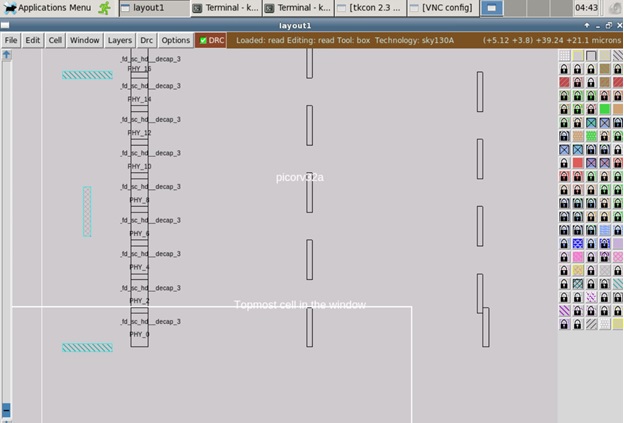 Applications Menu
layout1
Terminal - k...
Terminal - k...
[tkcon 2.3 ...
[VNC config]
04:43
layout1
File Edit Cell Window Layers Drc Options DRC Loaded: read Editing: read Tool: box Technology: sky130A (+5.12 +3.8) +39.24 +21.1 microns
_fd_sc_hd__decap_3
PHY_16
_fd_sc_hd__decap_3
PHY_14
_fd_sc_hd__decap_3
PHY_12
_fd_sc_hd__decap_3
PHY_10
picorv32a
_fd_sc_hd__decap_3
PHY_8
_fd_sc_hd__decap_3
PHY_6
_fd_sc_hd__decap_3
PHY_4
_fd_sc_hd__decap_3
PHY_2
Topmost cell in the window
_fd_sc_hd__decap_3
PHY_0